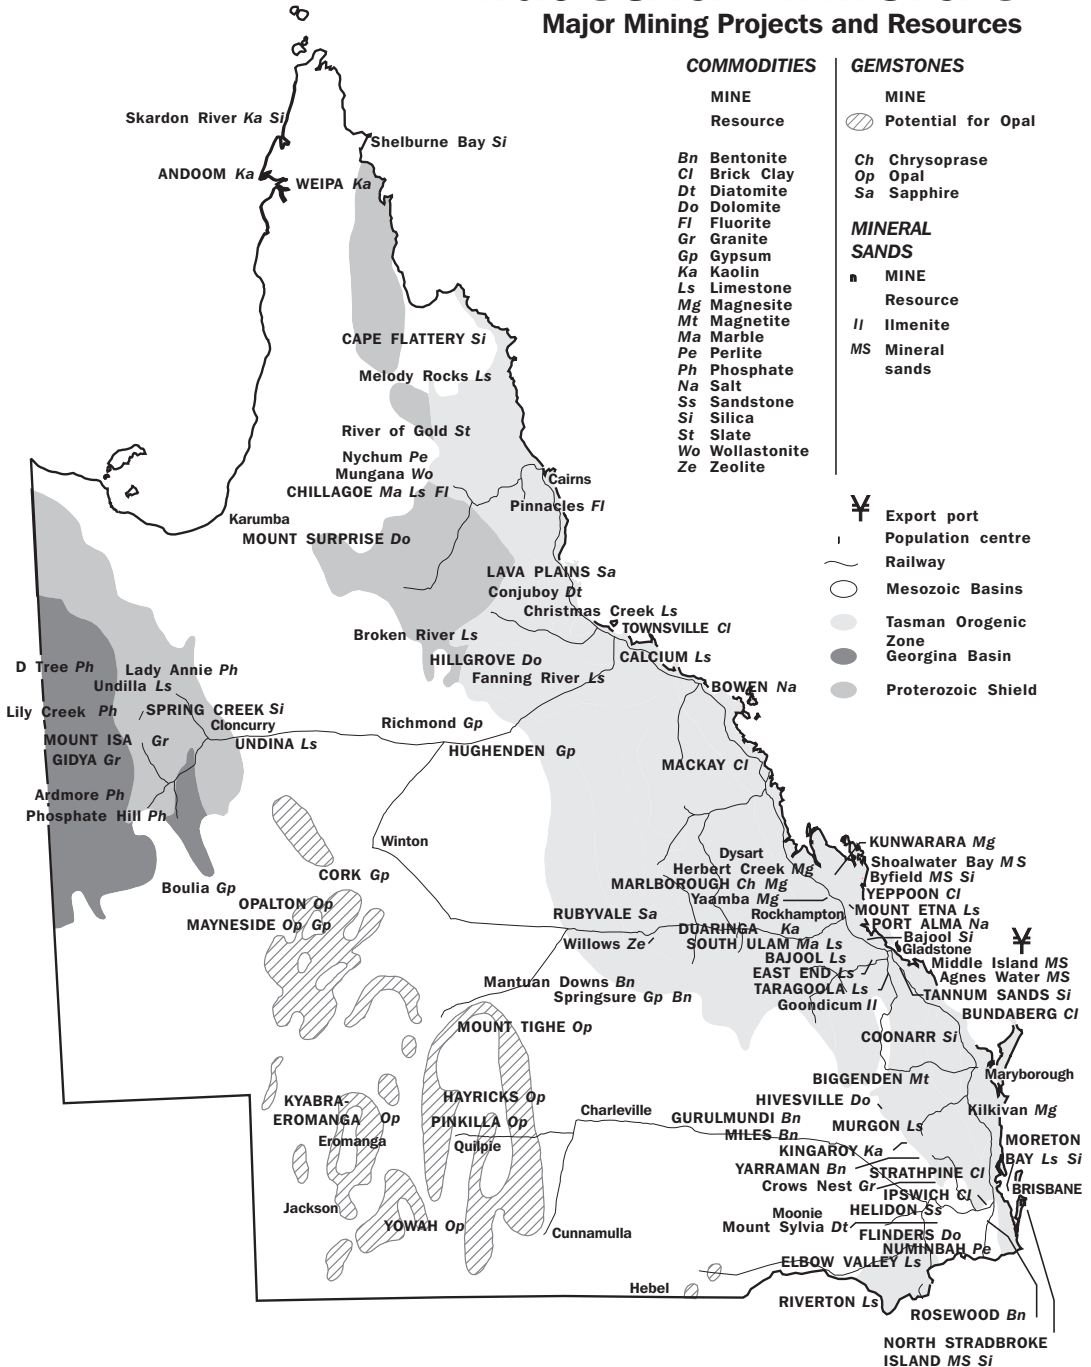 Major Mining Projects and Resources
COMMODITIES
MINE
Resource
Bn Bentonite
Cl Brick Clay
Dt Diatomite
Do Dolomite
Fl Fluorite
Gr Granite
Gp Gypsum
Ka Kaolin
Ls Limestone
Mg Magnesite
Mt Magnetite
Ma Marble
Pe Perlite
Ph Phosphate
Na Salt
Ss Sandstone
Si Silica
St Slate
Wo Wollastonite
Ze Zeolite
GEMSTONES
MINE
Potential for Opal
Ch Chrysoprase
Op Opal
Sa Sapphire
MINERAL
SANDS
n MINE
Resource
Il Ilmenite
MS Mineral
sands
¥ Export port
Population centre
Railway
Mesozoic Basins
Tasman Orogenic
Zone
Georgina Basin
Proterozoic Shield
Skardon River Ka Si
Shelburne Bay Si
ANDOOM Ka
WEIPA Ka
CAPE FLATTERY Si
Melody Rocks Ls
River of Gold St
Nychum Pe
Mungana Wo
CHILLAGOE Ma Ls Fl
Cairns
Pinnacles Fl
Karumba
MOUNT SURPRISE Do
LAVA PLAINS Sa
Conjuboy Dt
Christmas Creek Ls
TOWNSVILLE Cl
Broken River Ls
HILLGROVE Do
CALCIUM Ls
Fanning River Ls
BOWEN Na
D Tree Ph
Lady Annie Ph
Undilla Ls
Lily Creek Ph
SPRING CREEK Si
Cloncurry
MOUNT ISA Gr
UNDINA Ls
GIDYA Gr
Richmond Gp
HUGHENDEN Gp
MACKAY Cl
Ardmore Ph
Phosphate Hill Ph
Winton
CORK Gp
Boulia Gp
OPALTON Op
MAYNESIDE Op Gp
KUNWARARA Mg
Dysart
Shoalwater Bay MS
Herbert Creek Mg
Byfield MS Si
MARLBOROUGH Ch Mg
YEPPOON Cl
Yaamba Mg
MOUNT ETNA Ls
RUBYVALE Sa
Rockhampton
PORT ALMA Na
DUARINGA Ka
Bajool Si
Willows Ze
SOUTH ULAM Ma Ls
Gladstone
¥
BAJOOL Ls
Middle Island MS
EAST END Ls
Agnes Water MS
Mantuan Downs Bn
TARAGOOLA Ls
TANNUM SANDS Si
Springsure Gp Bn
Goondicum Il
BUNDABERG Cl
MOUNT TIGHE Op
COONARR Si
Maryborough
BIGGENDEN Mt
KYABRA-
EROMANGA Op
HAYRICKS Op
HIVESVILLE Do
Kilkivan Mg
PINKILLA Op
Charleville
GURULMUNDI Bn
MURGON Ls
Eromanga
Quilpie
MILES Bn
MORETON
BAY Ls Si
KINGAROY Ka
YARRAMAN Bn
STRATHPINE Cl
Crows Nest Gr
IPSWICH Cl
BRISBANE
Jackson
Moonie
HELIDON Ss
YOWAH Op
Cunnamulla
Mount Sylvia Dt
FLINDERS Do
NUMINBAH Pe
ELBOW VALLEY Ls
Hebel
RIVERTON Ls
ROSEWOOD Bn
NORTH STRADBROKE
ISLAND MS Si